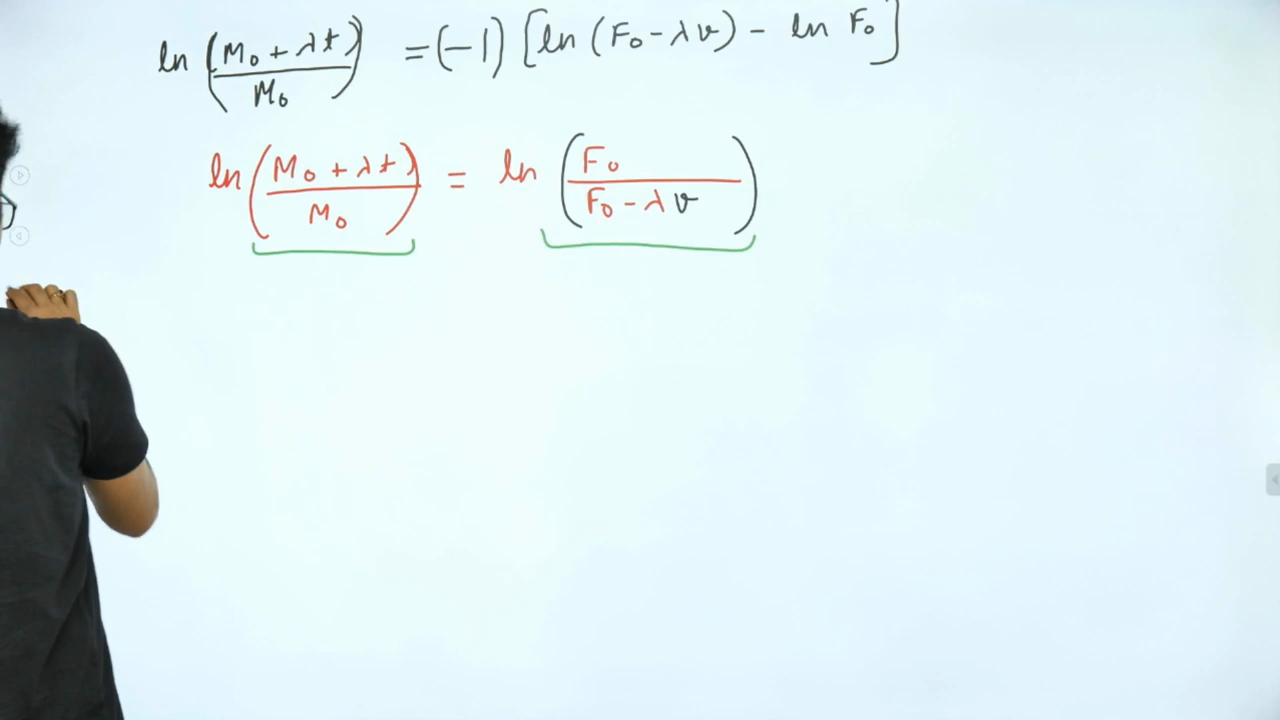 ln (M₀ + λt / M₀) = (-1) [ln (F₀ - λv) - ln F₀]
ln (M₀ + λt / M₀) = ln (F₀ / F₀ - λv)